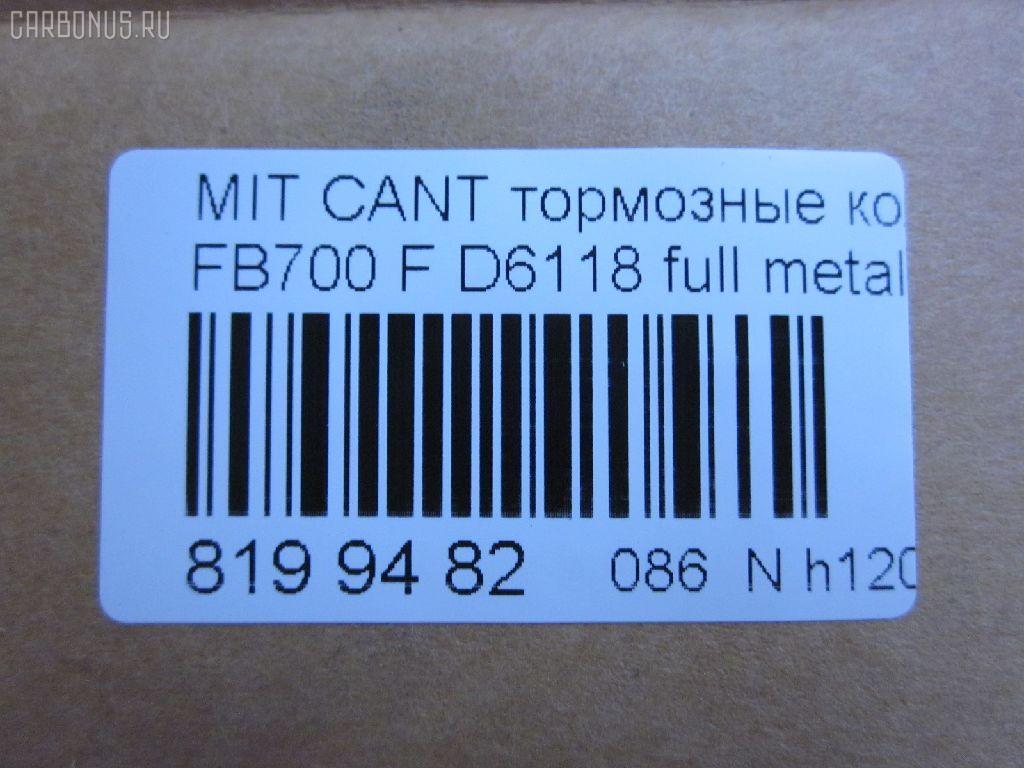 CARBONUS.RU
MIT CANT тормозные ко
FB700 F D6118 full metal
819 94 82 086 N h120